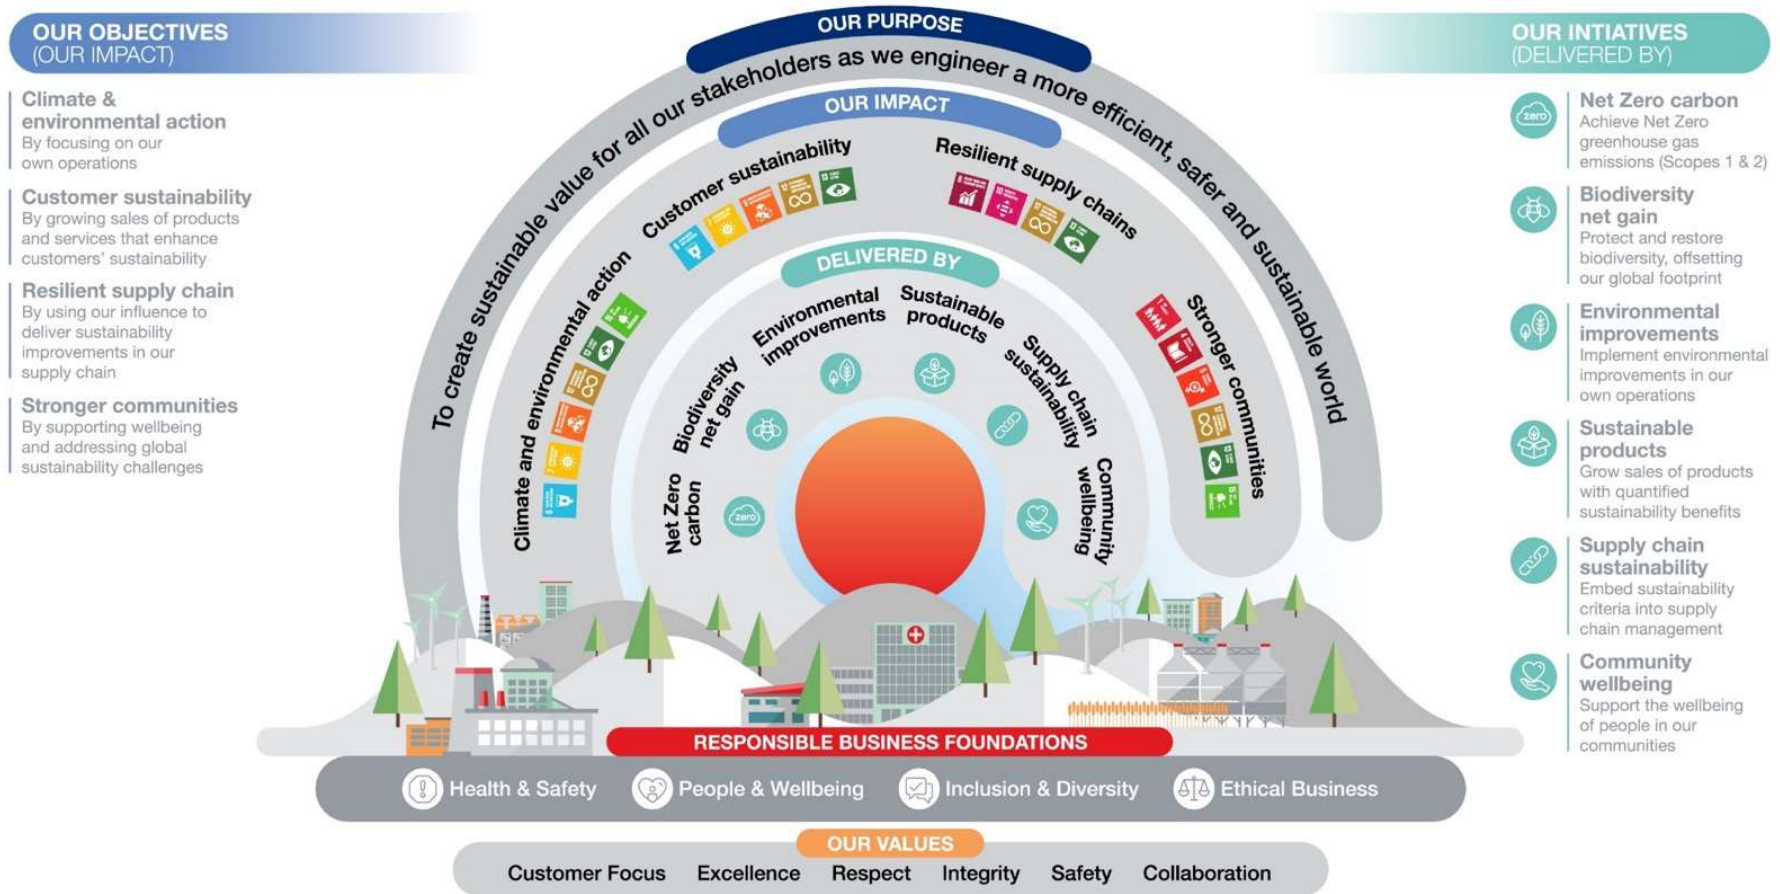 OUR OBJECTIVES
(OUR IMPACT)
Climate &
environmental action
By focusing on our
own operations
Customer sustainability
By growing sales of products
and services that enhance
customers' sustainability
Resilient supply chain
By using our influence to
deliver sustainability
improvements in our
supply chain
Stronger communities
By supporting wellbeing
and addressing global
sustainability challenges
OUR PURPOSE
To create sustainable value for all our stakeholders as we engineer a more efficient, safer and sustainable world
OUR IMPACT
Climate and environmental action
Customer sustainability
Resilient supply chains
Stronger communities
DELIVERED BY
Net Zero
carbon
zero
Biodiversity
net gain
Environmental
improvements
Sustainable
products
Supply chain
sustainability
Community
wellbeing
OUR INTIATIVES
(DELIVERED BY)
zero
Net Zero carbon
Achieve Net Zero
greenhouse gas
emissions (Scopes 1 & 2)
Biodiversity
net gain
Protect and restore
biodiversity, offsetting
our global footprint
Environmental
improvements
Implement environmental
improvements in our
own operations
Sustainable
products
Grow sales of products
with quantified
sustainability benefits
Supply chain
sustainability
Embed sustainability
criteria into supply
chain management
Community
wellbeing
Support the wellbeing
of people in our
communities
RESPONSIBLE BUSINESS FOUNDATIONS
Health & Safety People & Wellbeing Inclusion & Diversity Ethical Business
OUR VALUES
Customer Focus Excellence Respect Integrity Safety Collaboration